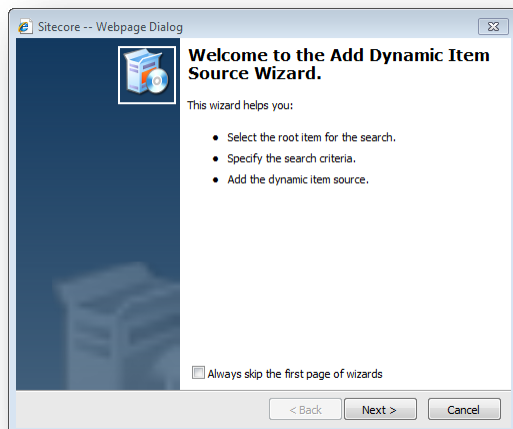 Sitecore -- Webpage Dialog
Welcome to the Add Dynamic Item
Source Wizard.
This wizard helps you:
• Select the root item for the search.
• Specify the search criteria.
• Add the dynamic item source.
Always skip the first page of wizards
< Back
Next >
Cancel